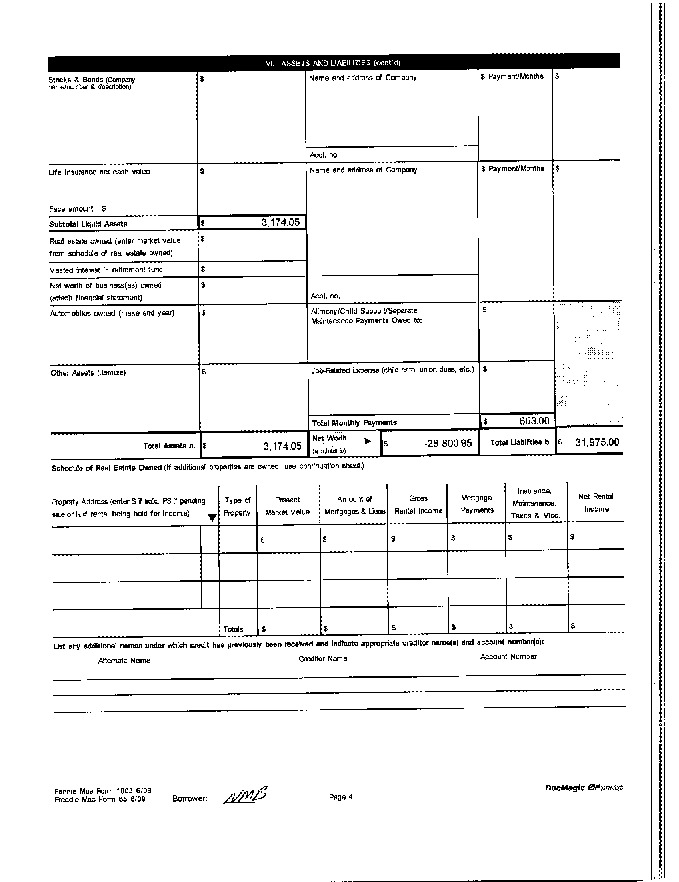 VI. ASSETS AND LIABILITIES (cont'd)
Stocks & Bonds (Company
name/number & description)
$
Name and address of Company
$ Payment/Months
$
Acct. no.
Life insurance net cash value
$
Name and address of Company
$ Payment/Months
$
Face amount $
Subtotal Liquid Assets
$ 3,174.05
Real estate owned (enter market value
from schedule of real estate owned)
$
Vested interest in retirement fund
$
Net worth of business(es) owned
(attach financial statement)
$
Acct. no.
Automobiles owned (make and year)
$
Alimony/Child Support/Separate
Maintenance Payments Owed to:
$
Other Assets (itemize)
$
Job-Related Expense (child care, union dues, etc.)
$
Total Monthly Payments
$ 603.00
Total Assets a.
$ 3,174.05
Net Worth
(a minus b)
$ -28,800.95
Total Liabilities b.
$ 31,975.00
Schedule of Real Estate Owned (If additional properties are owned, use continuation sheet.)
Property Address (enter S if sold, PS if pending
sale or R if rental being held for income)
Type of
Property
Present
Market Value
Amount of
Mortgages & Liens
Gross
Rental Income
Mortgage
Payments
Insurance,
Maintenance,
Taxes & Misc.
Net Rental
Income
$ $ $ $ $ $
Totals $ $ $ $ $ $
List any additional names under which credit has previously been received and indicate appropriate creditor name(s) and account number(s):
Alternate Name Creditor Name Account Number
Fannie Mae Form 1003 6/09
Freddie Mac Form 65 6/09
Borrower: NMB
Page 4
DocMagic